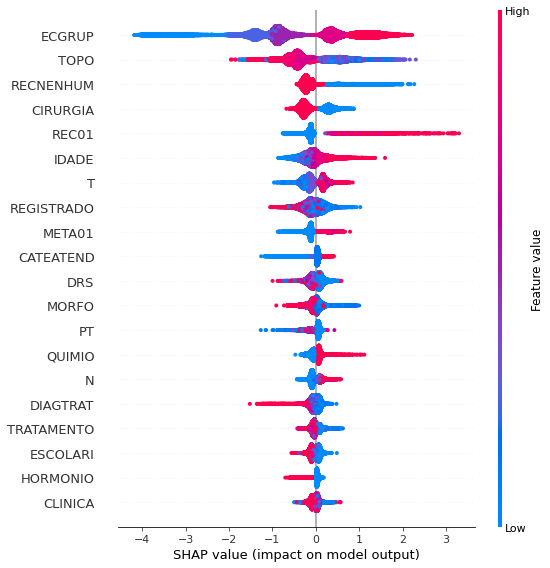 High
ECGRUP
TOPO
RECNENHUM
CIRURGIA
REC01
IDADE
T
REGISTRADO
META01
CATEATEND
DRS
MORFO
PT
QUIMIO
N
DIAGTRAT
TRATAMENTO
ESCOLARI
HORMONIO
CLINICA
Feature value
Low
−4 −3 −2 −1 0 1 2 3
SHAP value (impact on model output)